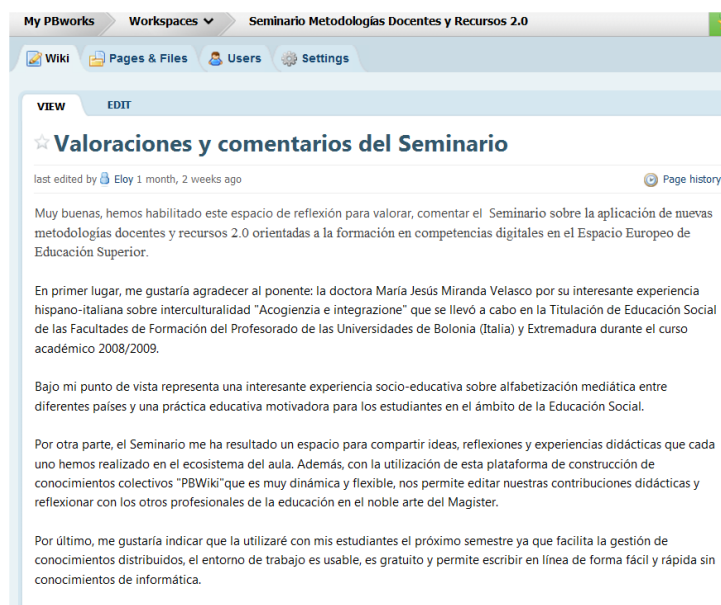 My PBworks Workspaces Seminario Metodologías Docentes y Recursos 2.0
Wiki Pages & Files Users Settings
VIEW EDIT
Valoraciones y comentarios del Seminario
last edited by Eloy 1 month, 2 weeks ago Page history
Muy buenas, hemos habilitado este espacio de reflexión para valorar, comentar el Seminario sobre la aplicación de nuevas
metodologías docentes y recursos 2.0 orientadas a la formación en competencias digitales en el Espacio Europeo de
Educación Superior.
En primer lugar, me gustaría agradecer al ponente: la doctora María Jesús Miranda Velasco por su interesante experiencia
hispano-italiana sobre interculturalidad "Acogienzia e integrazione" que se llevó a cabo en la Titulación de Educación Social
de las Facultades de Formación del Profesorado de las Universidades de Bolonia (Italia) y Extremadura durante el curso
académico 2008/2009.
Bajo mi punto de vista representa una interesante experiencia socio-educativa sobre alfabetización mediática entre
diferentes países y una práctica educativa motivadora para los estudiantes en el ámbito de la Educación Social.
Por otra parte, el Seminario me ha resultado un espacio para compartir ideas, reflexiones y experiencias didácticas que cada
uno hemos realizado en el ecosistema del aula. Además, con la utilización de esta plataforma de construcción de
conocimientos colectivos "PBWiki"que es muy dinámica y flexible, nos permite editar nuestras contribuciones didácticas y
reflexionar con los otros profesionales de la educación en el noble arte del Magister.
Por último, me gustaría indicar que la utilizaré con mis estudiantes el próximo semestre ya que facilita la gestión de
conocimientos distribuidos, el entorno de trabajo es usable, es gratuito y permite escribir en línea de forma fácil y rápida sin
conocimientos de informática.